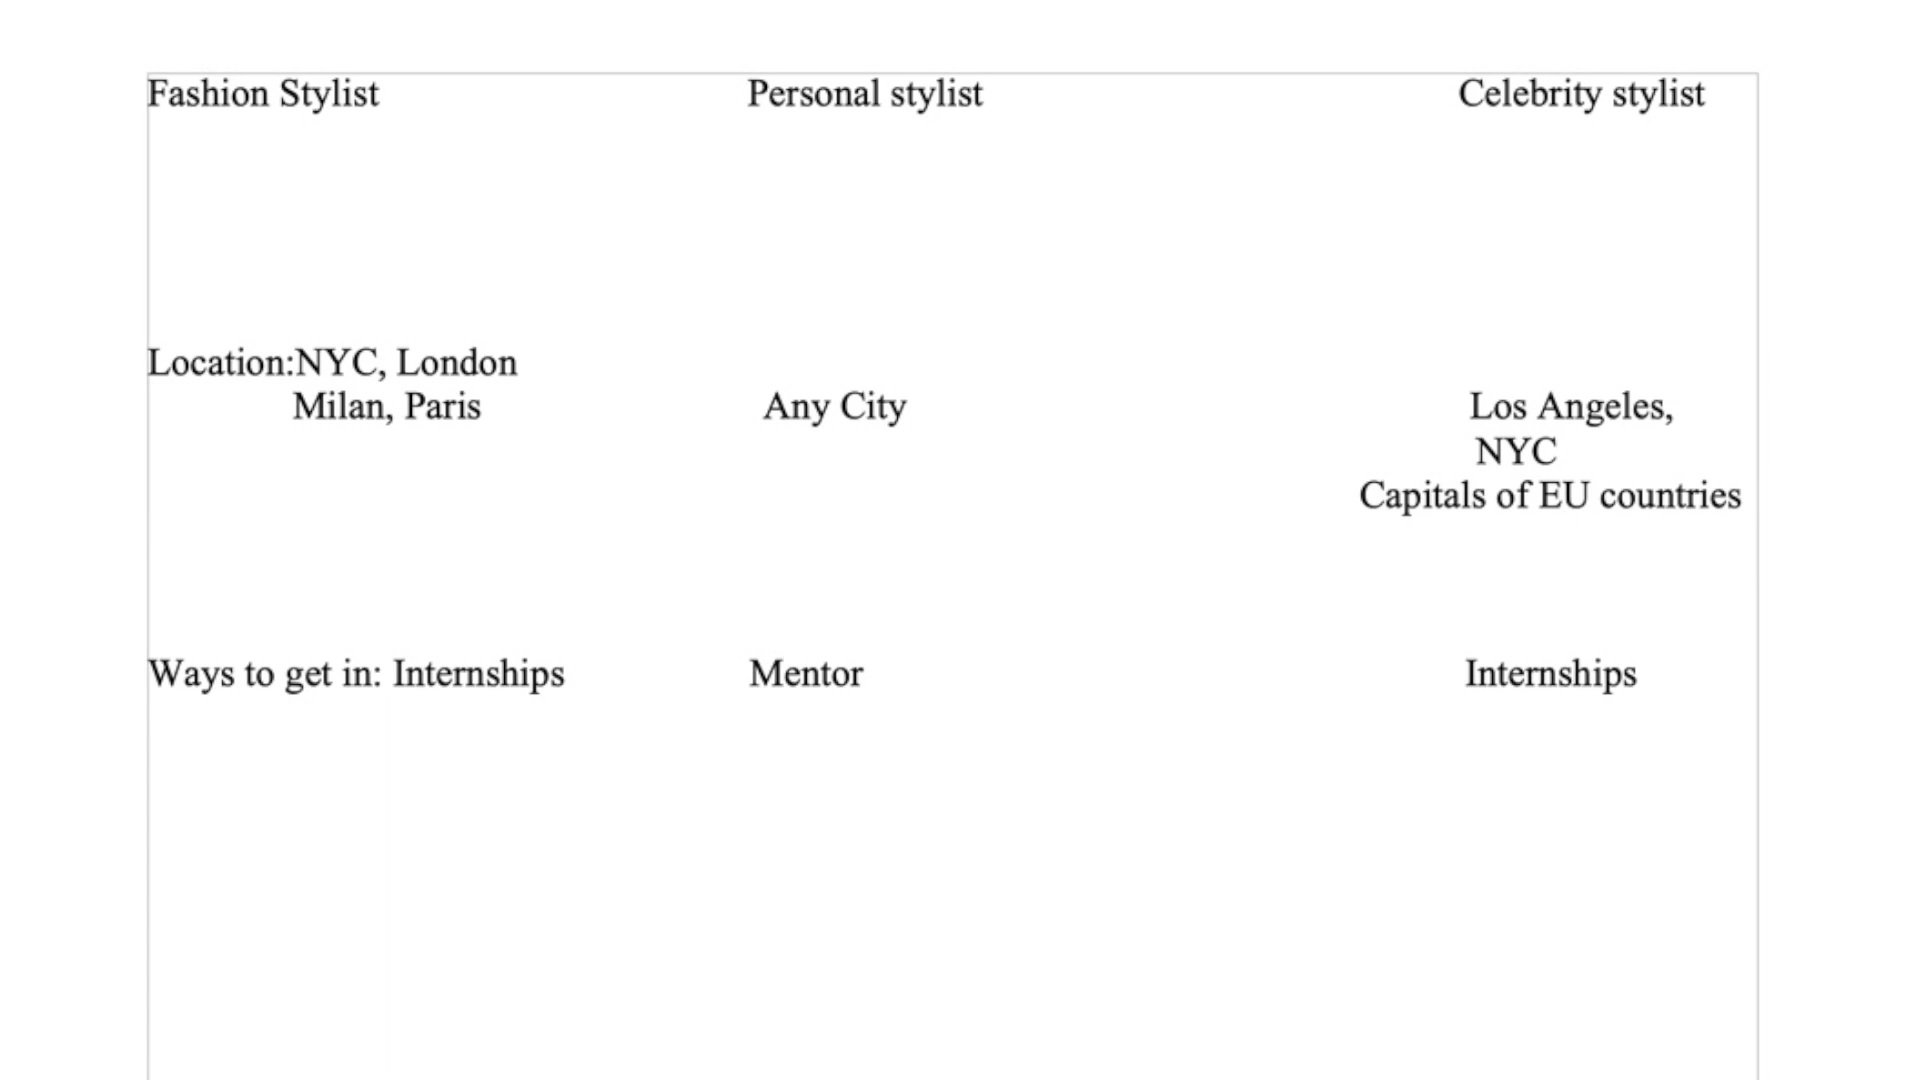 Fashion Stylist Personal stylist Celebrity stylist
Location:NYC, London
Milan, Paris Any City Los Angeles,
NYC
Capitals of EU countries
Ways to get in: Internships Mentor Internships